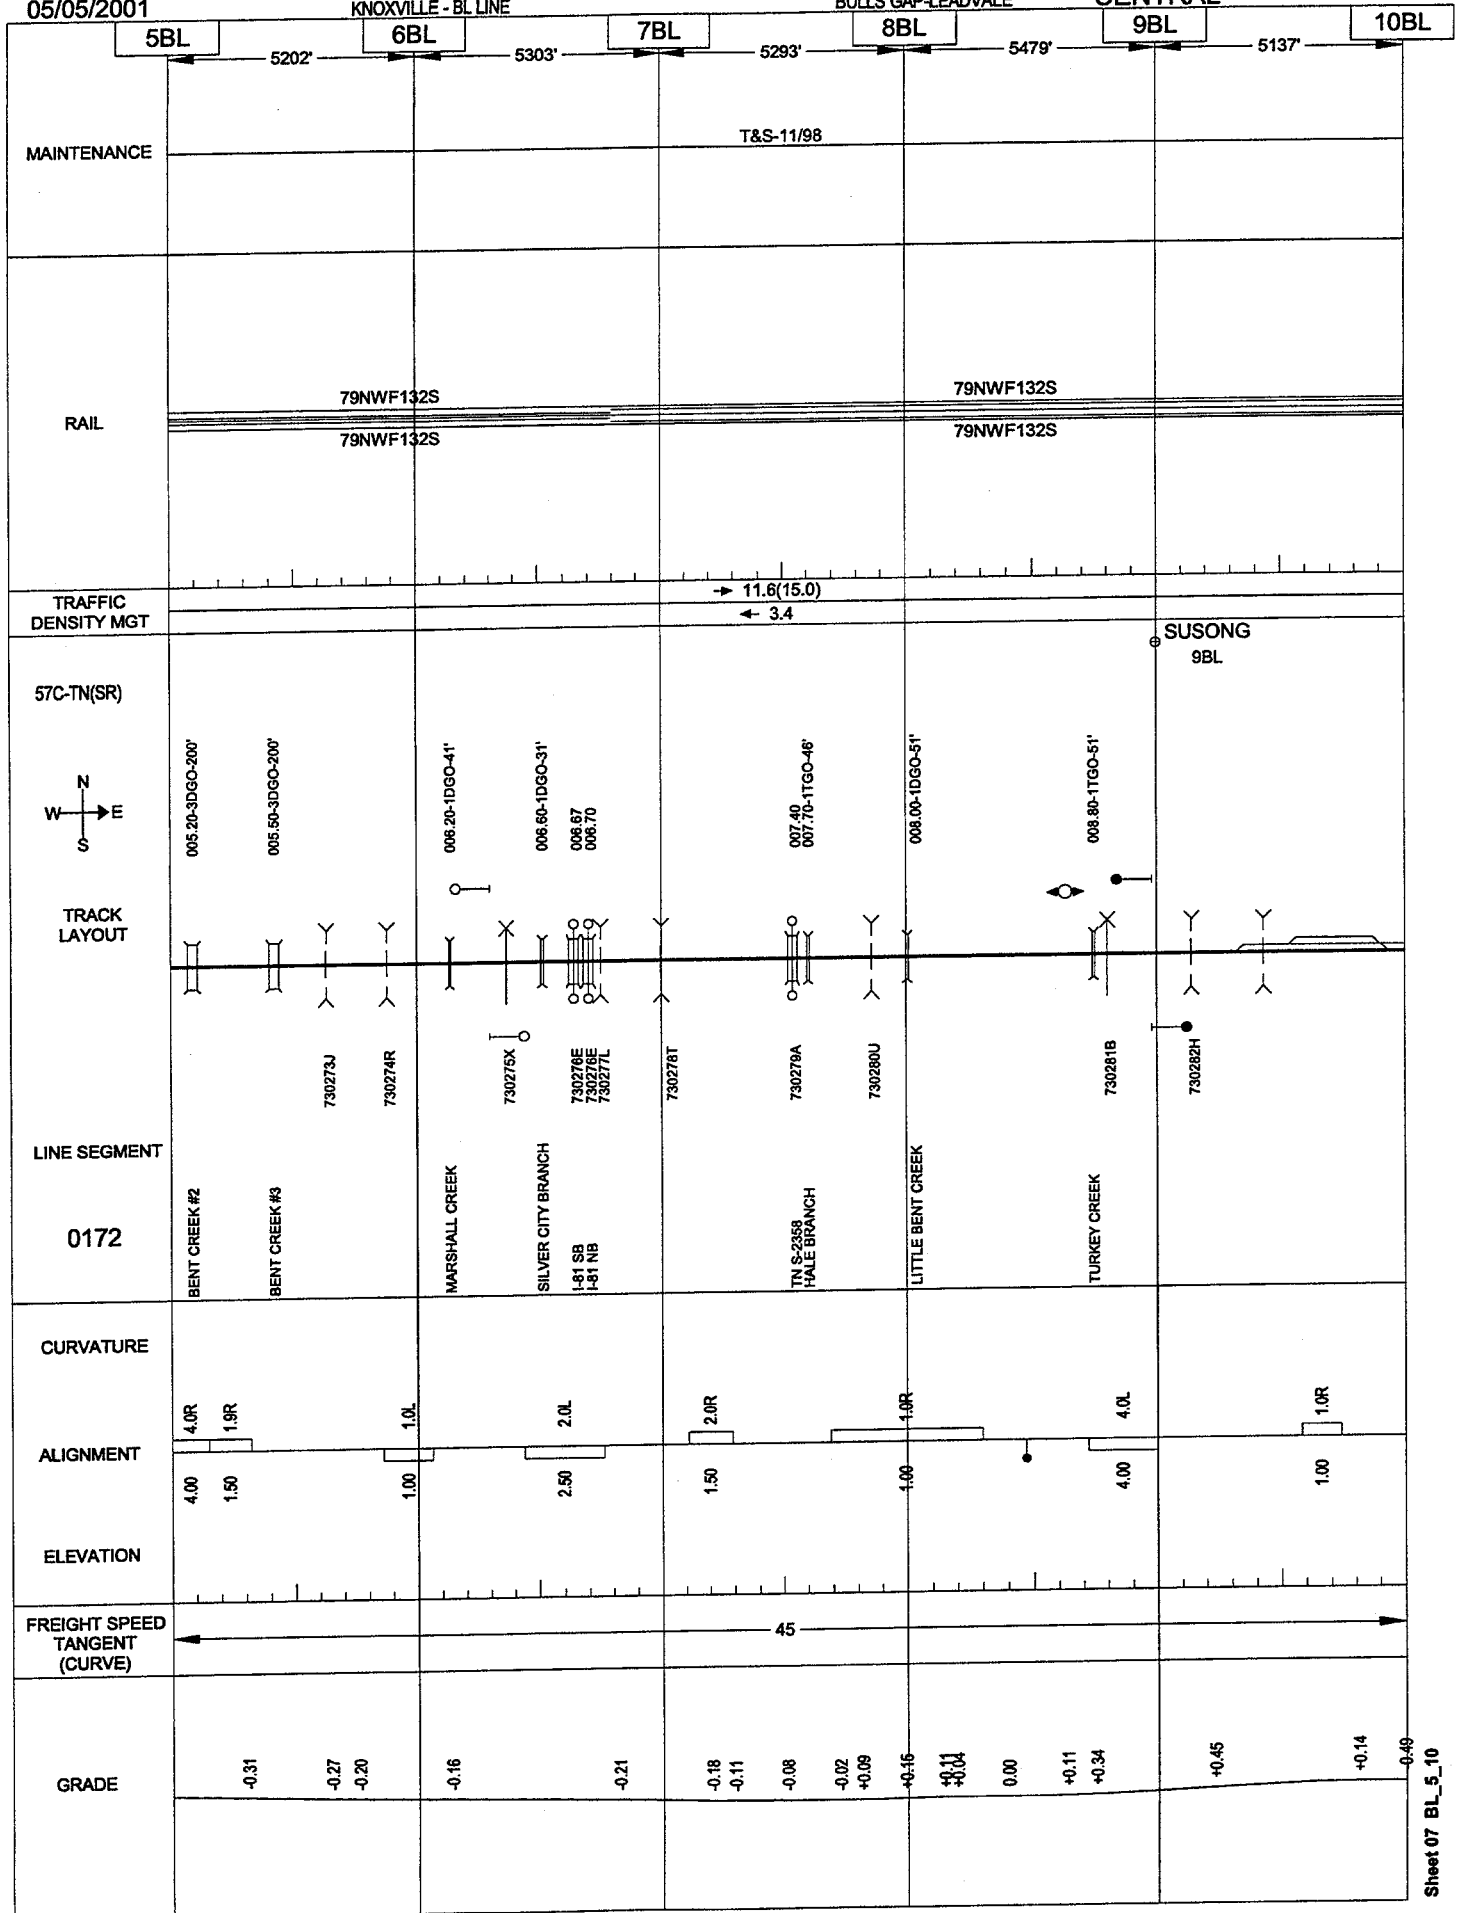 05/05/2001
KNOXVILLE - BL LINE
BULLS GAP-LEADVALE
CENTRAL
5BL
6BL
7BL
8BL
9BL
10BL
5202'
5303'
5293'
5479'
5137'
MAINTENANCE
T&S-11/98
RAIL
79NWF132S
79NWF132S
79NWF132S
79NWF132S
TRAFFIC
DENSITY MGT
11.6(15.0)
3.4
SUSONG
9BL
57C-TN(SR)
N
W E
S
005.20-3DGO-200'
005.50-3DGO-200'
006.20-1DGO-41'
006.60-1DGO-31'
006.67
006.70
007.40
007.70-1TGO-46'
008.00-1DGO-51'
008.80-1TGO-51'
TRACK
LAYOUT
730273J
730274R
730275X
730276E
730276E
730277L
730278T
730279A
730280U
730281B
730282H
LINE SEGMENT
0172
BENT CREEK #2
BENT CREEK #3
MARSHALL CREEK
SILVER CITY BRANCH
I-81 SB
I-81 NB
TN S-2358
HALE BRANCH
LITTLE BENT CREEK
TURKEY CREEK
CURVATURE
4.0R
1.9R
1.0L
2.0L
2.0R
1.0R
4.0L
1.0R
ALIGNMENT
4.00
1.50
1.00
2.50
1.50
1.00
4.00
1.00
ELEVATION
FREIGHT SPEED
TANGENT
(CURVE)
45
GRADE
-0.31
-0.27
-0.20
-0.16
-0.21
-0.18
-0.11
-0.08
-0.02
+0.09
+0.11
+0.04
0.00
+0.11
+0.34
+0.45
+0.14
Sheet 07 BL_5_10